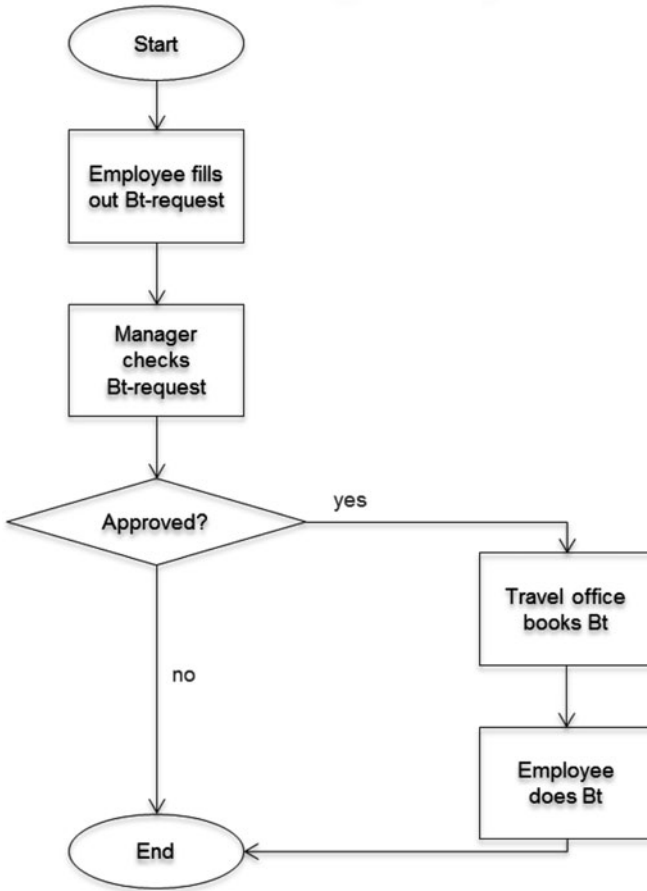 Start
Employee fills
out Bt-request
Manager
checks
Bt-request
Approved?
yes
Travel office
books Bt
no
Employee
does Bt
End